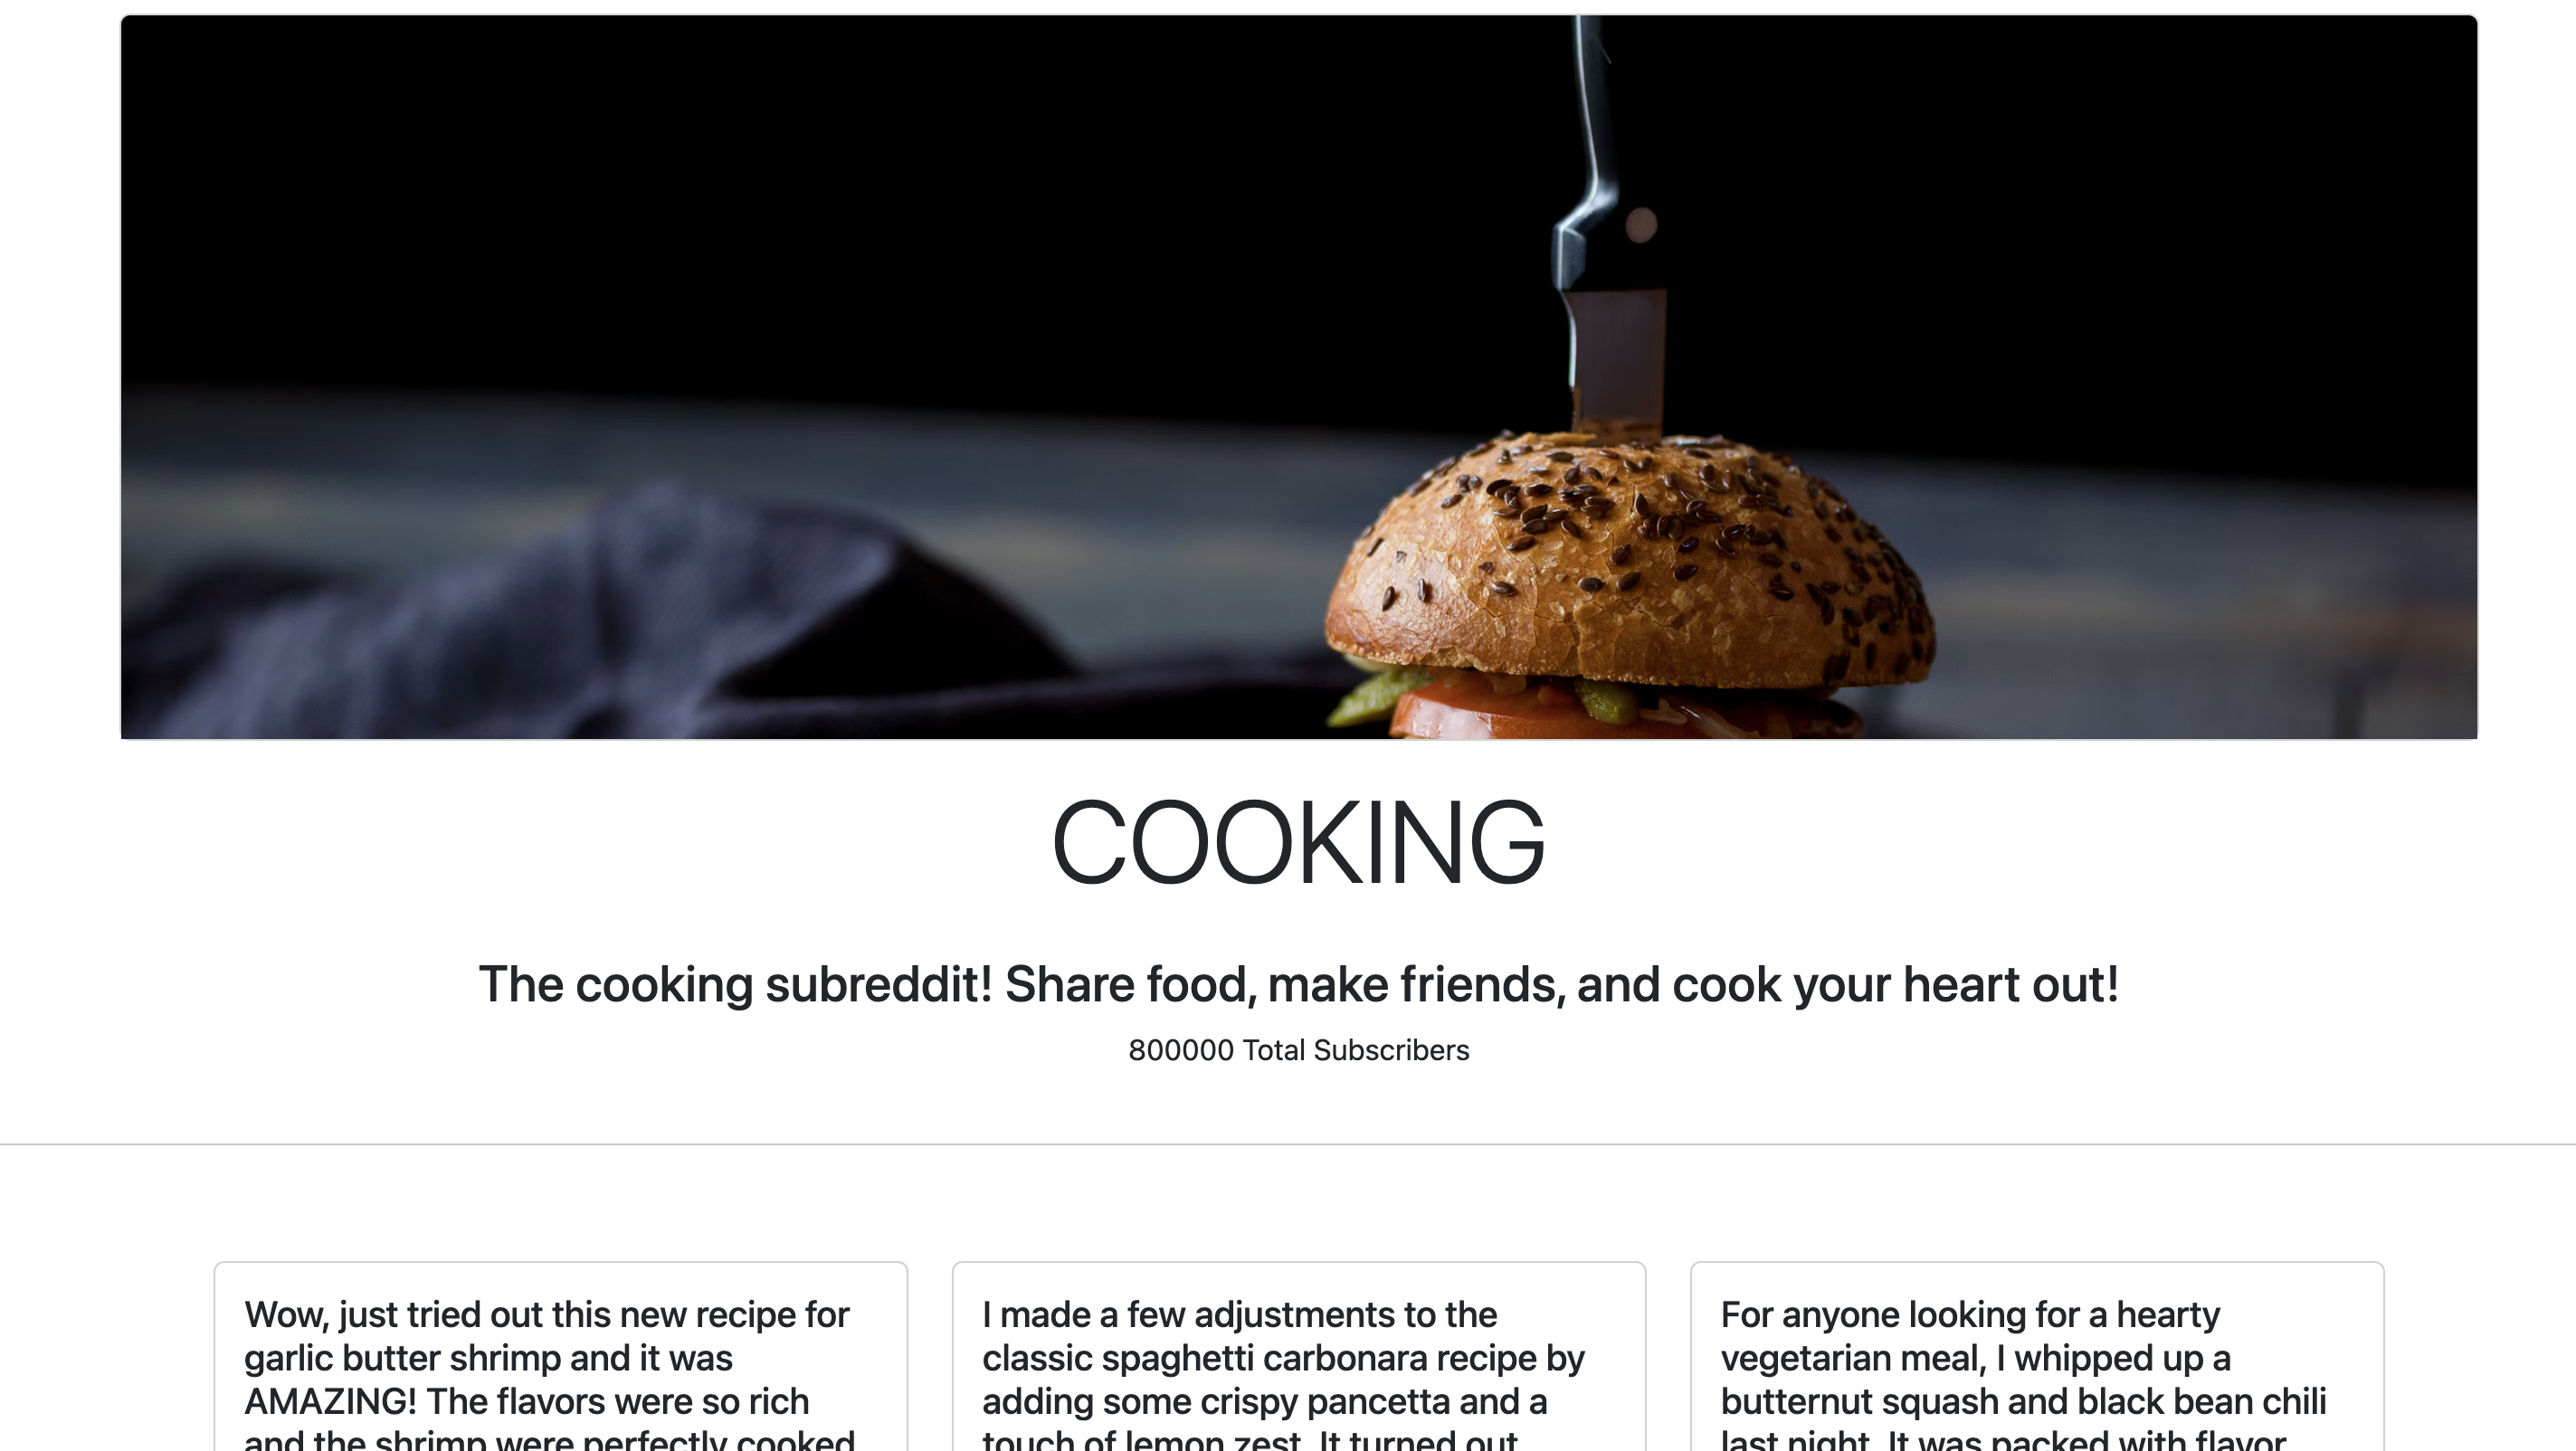 COOKING
The cooking subreddit! Share food, make friends, and cook your heart out!
800000 Total Subscribers
Wow, just tried out this new recipe for
garlic butter shrimp and it was
AMAZING! The flavors were so rich
and the shrimp were perfectly cooked
I made a few adjustments to the
classic spaghetti carbonara recipe by
adding some crispy pancetta and a
touch of lemon zest. It turned out
For anyone looking for a hearty
vegetarian meal, I whipped up a
butternut squash and black bean chili
last night. It was packed with flavor